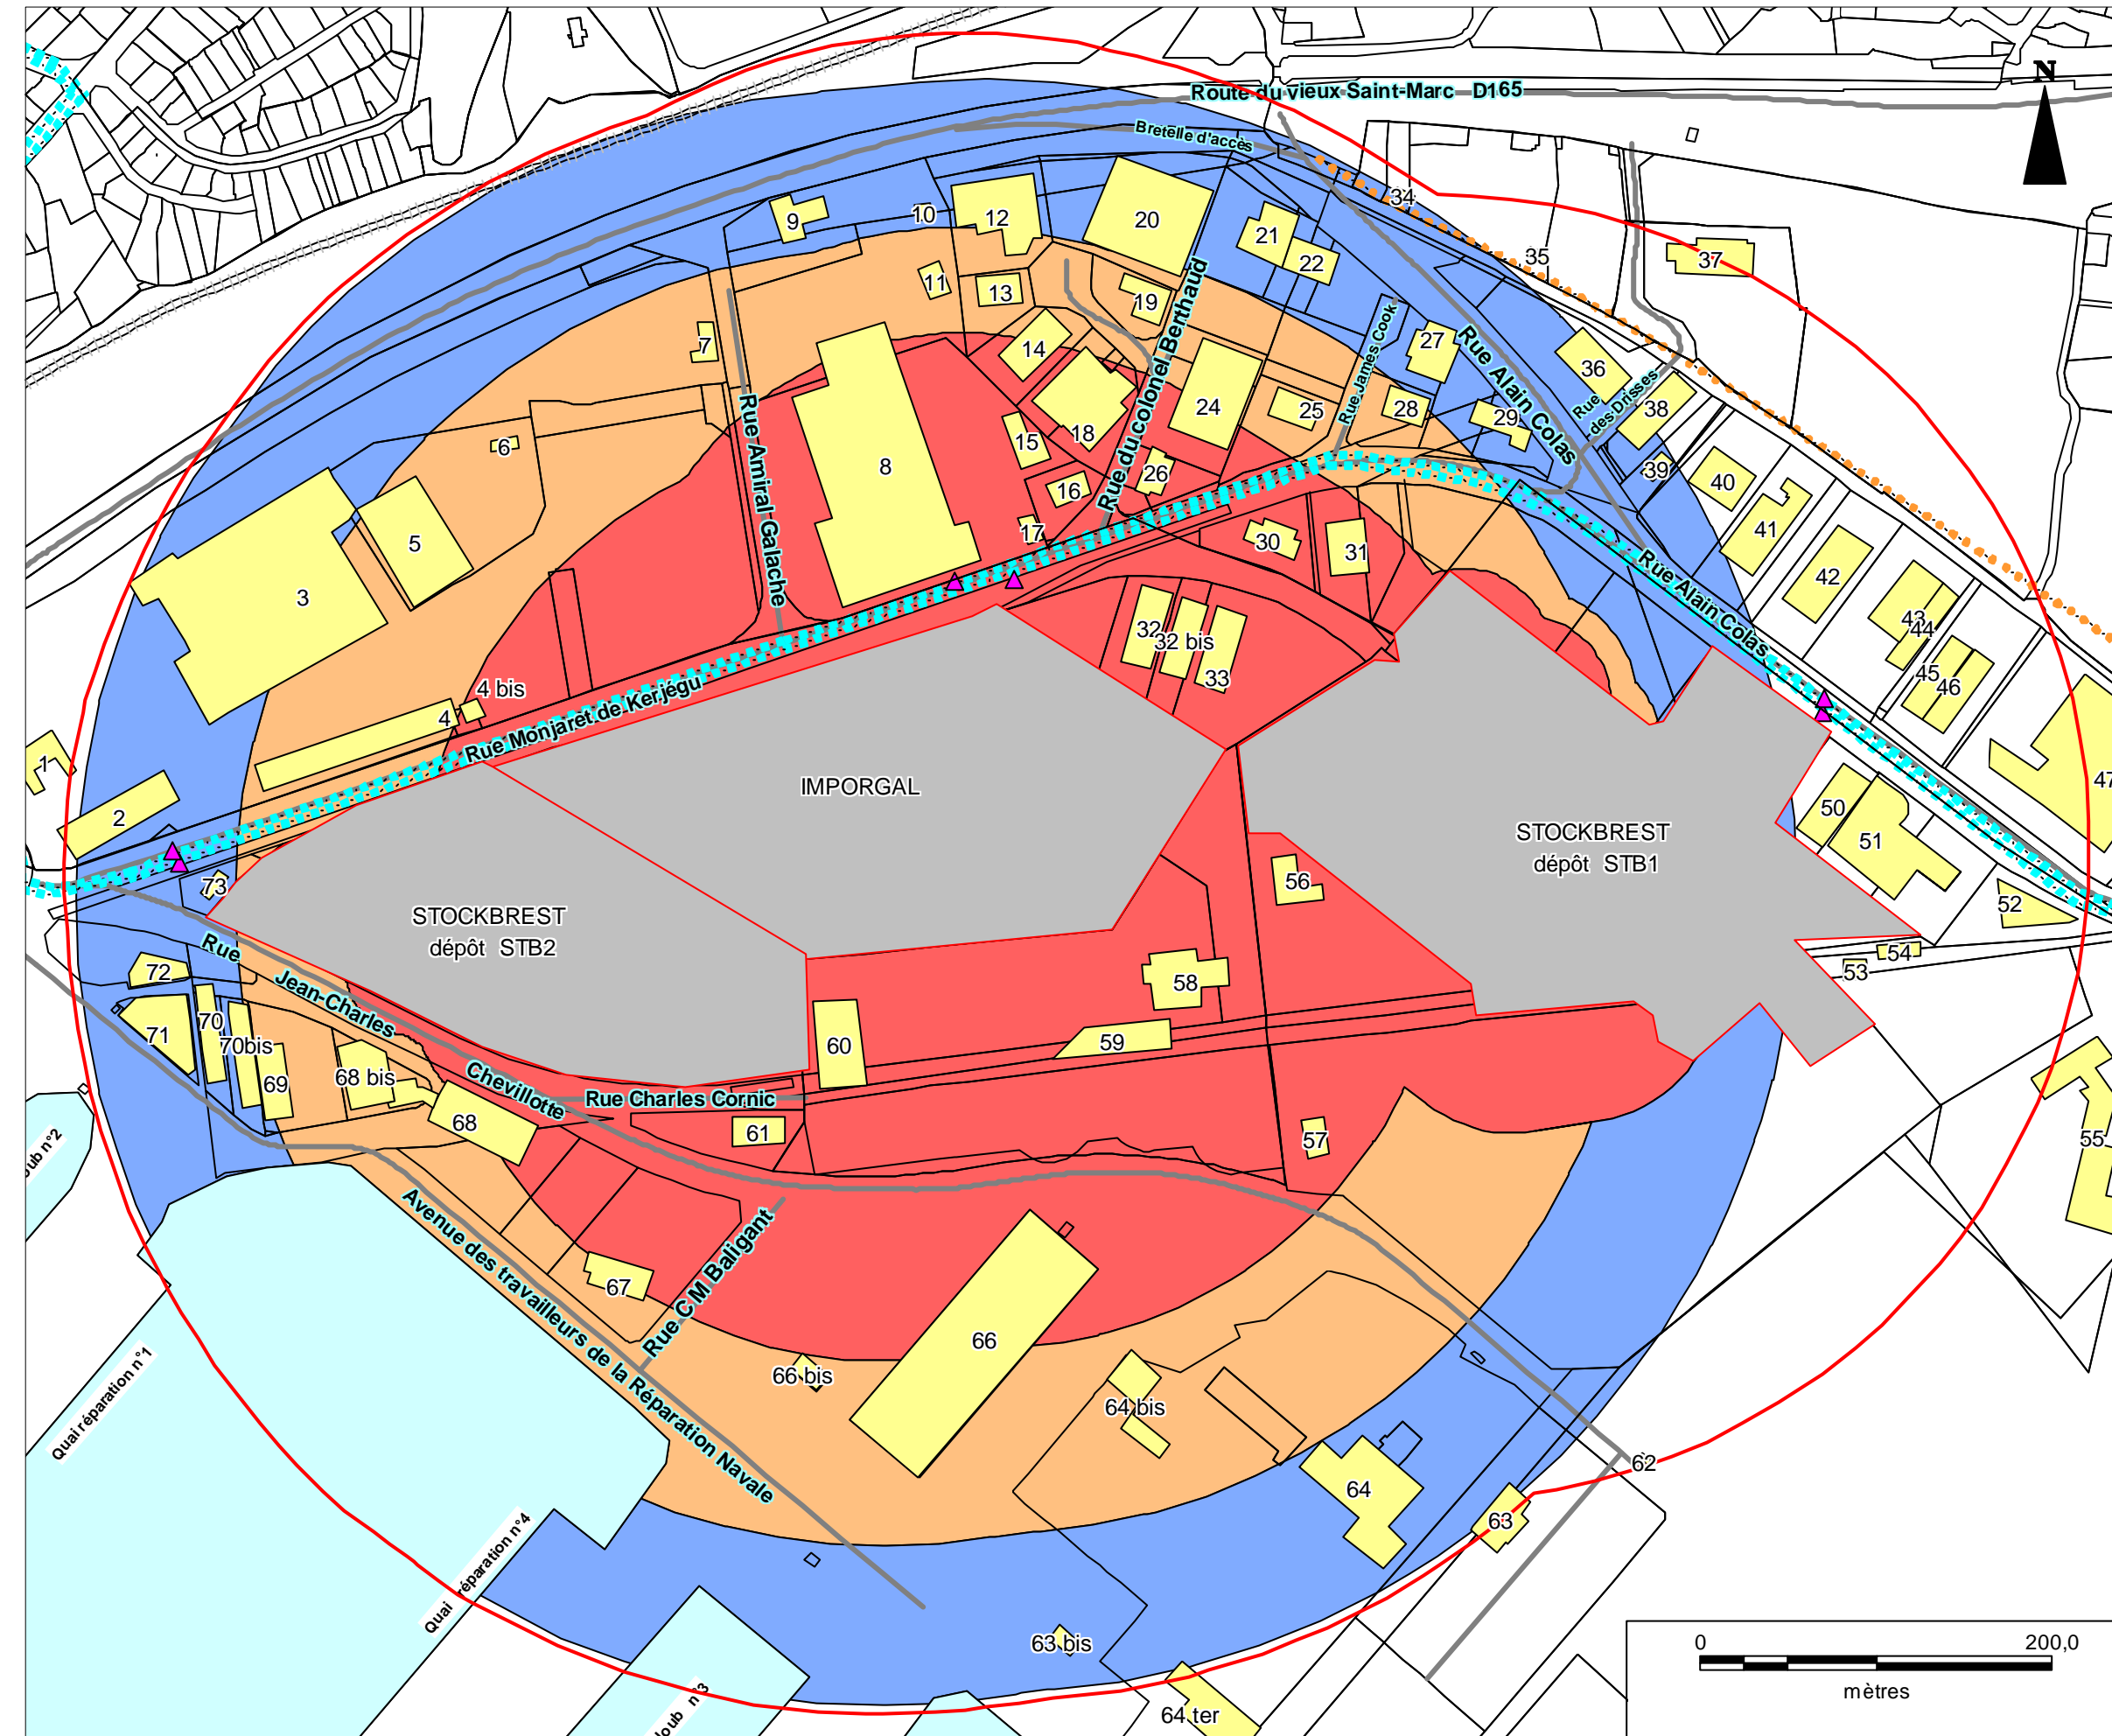 N
Route du vieux Saint-Marc D165
Bretelle d'accès
34
35
37
9
10
12
20
21
22
11
13
19
7
14
27
Rue Alain Colas
36
Rue des Drisses
38
Rue du colonel Berthaud
Rue James Cook
24
25
28
29
6
Rue Amiral Galache
8
15
18
16
26
17
39
40
41
42
43
44
45
46
47
5
3
30
31
32
32 bis
33
Rue Alain Colas
4 bis
4
Rue Monjaret de Kerjégu
1
2
IMPORGAL
STOCKBREST
dépôt STB1
50
51
52
73
STOCKBREST
dépôt STB2
56
54
53
58
Rue Jean-Charles Chevillotte
72
71
70
70bis
69
68 bis
68
60
59
Rue Charles Cornic
61
57
55
oub n°2
Avenue des travailleurs de la Réparation Navale
67
Rue C M Baligant
66
66 bis
64 bis
Quai réparation n°1
64
62
63
Quai réparation n°4
63 bis
64 ter
loub n°3
0 200,0
mètres